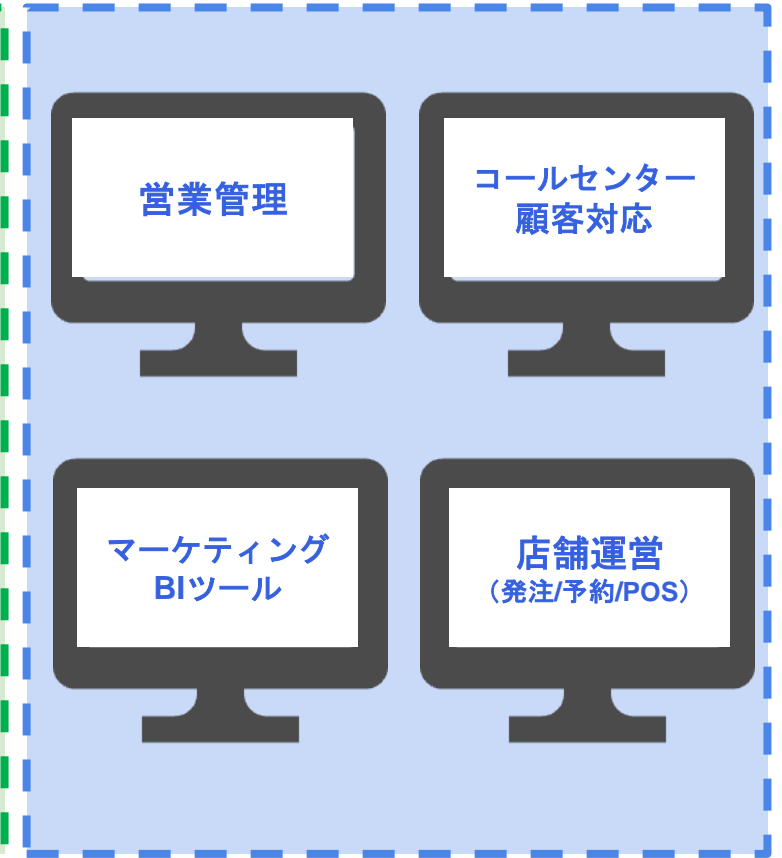 営業管理
コールセンター
顧客対応
マーケティング
BIツール
店舗運営
（発注/予約/POS）